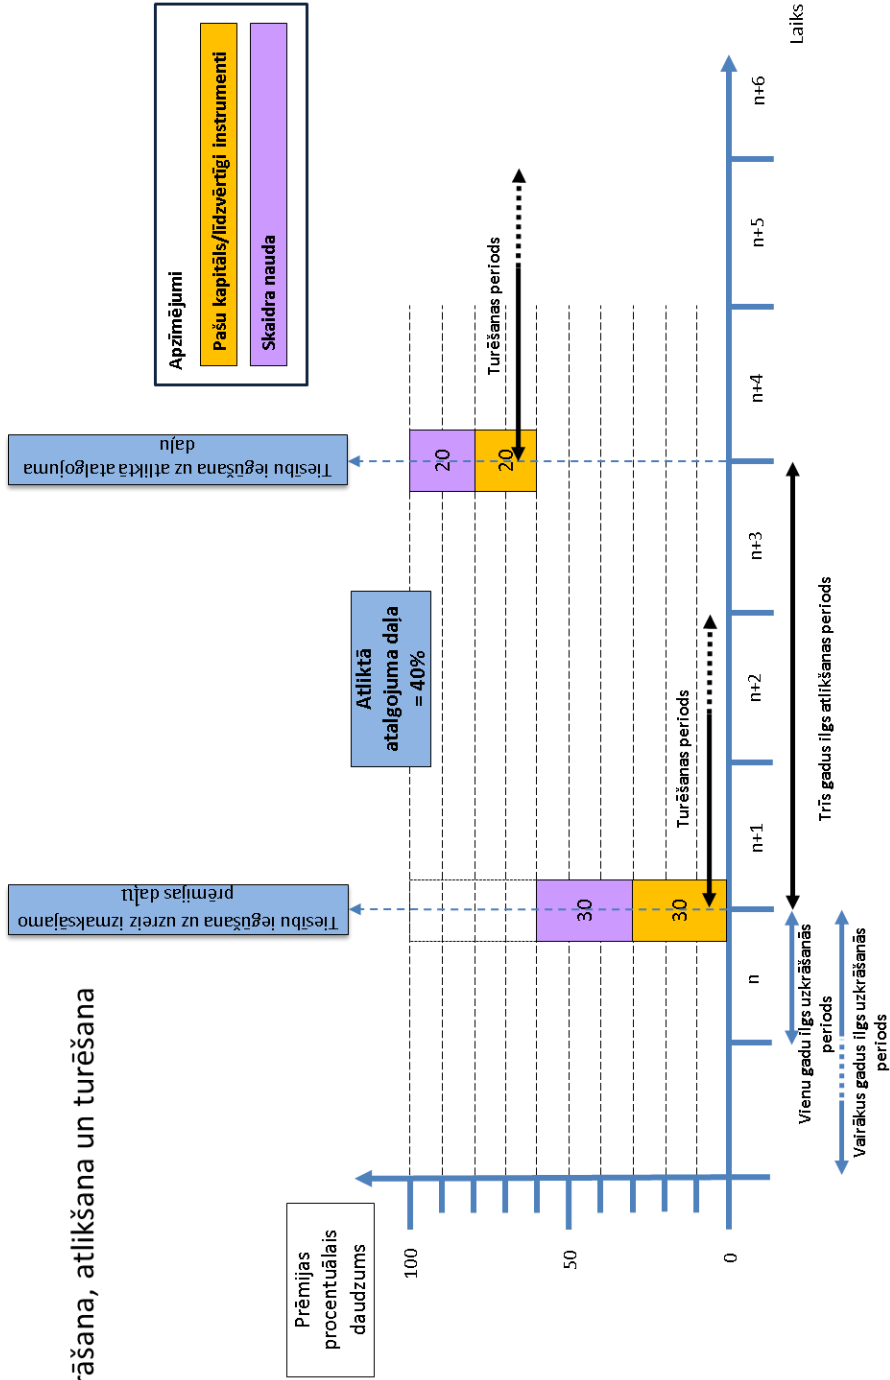 rāšana, atlikšana un turēšana
Prēmijas
procentuālais
daudzums
100
50
0
Tiesību iegūšana uz uzreiz izmaksājamo
prēmijas daļu
Tiesību iegūšana uz atliktā atalgojuma
daļu
Apzīmējumi
Pašu kapitāls/līdzvērtīgi instrumenti
Skaidra nauda
Atliktā
atalgojuma daļa
= 40%
30
30
20
20
Turēšanas periods
Turēšanas periods
n
n+1
n+2
n+3
n+4
n+5
n+6
Laiks
Vienu gadu ilgs uzkrāšanās
periods
Vairākus gadus ilgs uzkrāšanās
periods
Trīs gadus ilgs atlikšanas periods